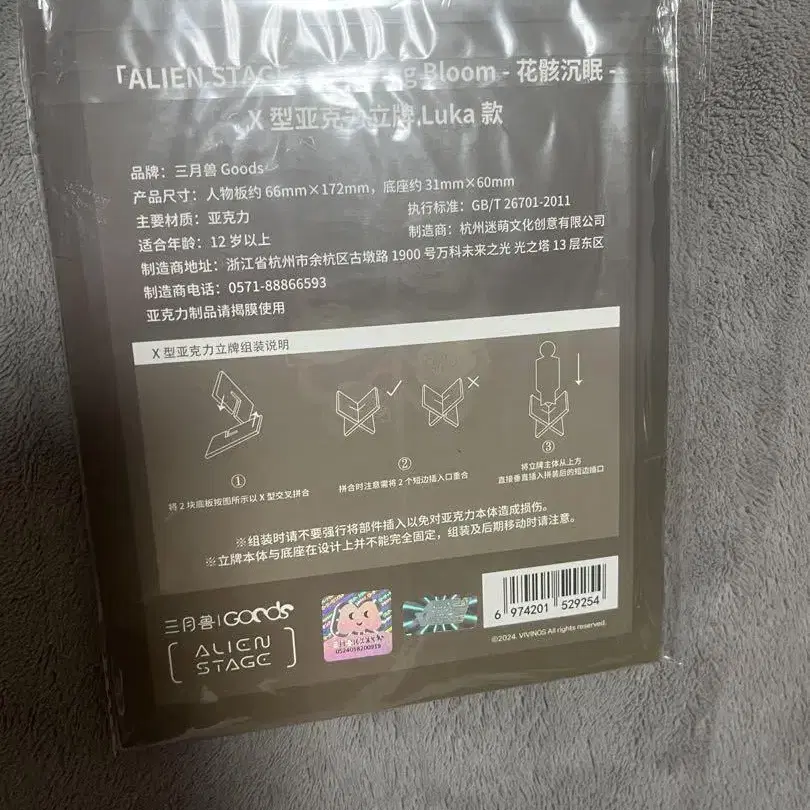 「ALIEN STAGE g Bloom - 花骸沉眠 -
X 型亚克力立牌 Luka 款
品牌：三月兽 Goods
产品尺寸：人物板约 66mm×172mm，底座约 31mm×60mm
主要材质：亚克力
执行标准：GB/T 26701-2011
适合年龄：12 岁以上
制造商：杭州迷萌文化创意有限公司
制造商地址：浙江省杭州市余杭区古墩路 1900 号万科未来之光 光之塔 13 层东区
制造商电话：0571-88866593
亚克力制品请揭膜使用
X 型亚克力立牌组装说明
①
将 2 块底板按图所示以 X 型交叉拼合
②
拼合时注意需将 2 个短边插入口重合
③
将立牌主体从上方
直接垂直插入拼装后的短边插口
※组装时请不要强行将部件插入以免对亚克力本体造成损伤。
※立牌本体与底座在设计上并不能完全固定，组装及后期移动时请注意。
三月兽 | Goods
ALIEN
STAGE
6 974201 529254
©2024. VIVINOS All rights reserved.